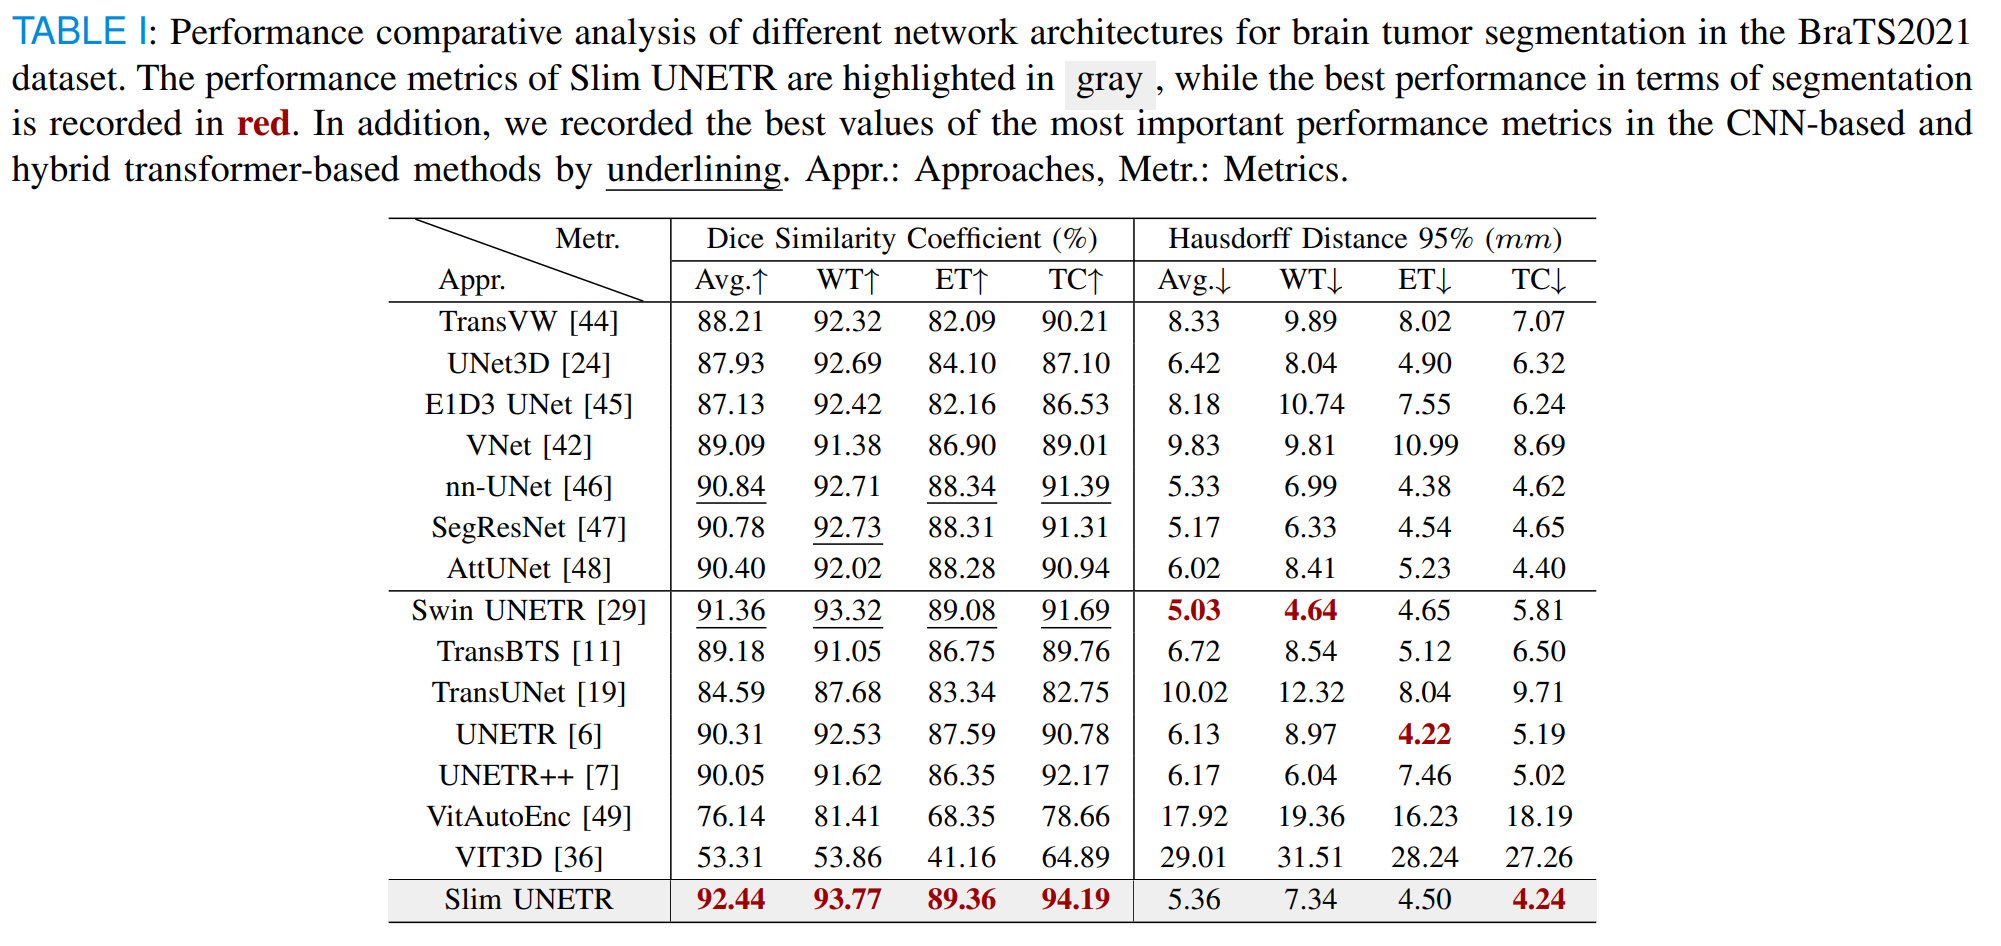 TABLE I: Performance comparative analysis of different network architectures for brain tumor segmentation in the BraTS2021
dataset. The performance metrics of Slim UNETR are highlighted in gray , while the best performance in terms of segmentation
is recorded in red. In addition, we recorded the best values of the most important performance metrics in the CNN-based and
hybrid transformer-based methods by underlining. Appr.: Approaches, Metr.: Metrics.
Metr. Dice Similarity Coefficient (%) Hausdorff Distance 95% (mm)
Appr. Avg.↑ WT↑ ET↑ TC↑ Avg.↓ WT↓ ET↓ TC↓
TransVW [44] 88.21 92.32 82.09 90.21 8.33 9.89 8.02 7.07
UNet3D [24] 87.93 92.69 84.10 87.10 6.42 8.04 4.90 6.32
E1D3 UNet [45] 87.13 92.42 82.16 86.53 8.18 10.74 7.55 6.24
VNet [42] 89.09 91.38 86.90 89.01 9.83 9.81 10.99 8.69
nn-UNet [46] 90.84 92.71 88.34 91.39 5.33 6.99 4.38 4.62
SegResNet [47] 90.78 92.73 88.31 91.31 5.17 6.33 4.54 4.65
AttUNet [48] 90.40 92.02 88.28 90.94 6.02 8.41 5.23 4.40
Swin UNETR [29] 91.36 93.32 89.08 91.69 5.03 4.64 4.65 5.81
TransBTS [11] 89.18 91.05 86.75 89.76 6.72 8.54 5.12 6.50
TransUNet [19] 84.59 87.68 83.34 82.75 10.02 12.32 8.04 9.71
UNETR [6] 90.31 92.53 87.59 90.78 6.13 8.97 4.22 5.19
UNETR++ [7] 90.05 91.62 86.35 92.17 6.17 6.04 7.46 5.02
VitAutoEnc [49] 76.14 81.41 68.35 78.66 17.92 19.36 16.23 18.19
VIT3D [36] 53.31 53.86 41.16 64.89 29.01 31.51 28.24 27.26
Slim UNETR 92.44 93.77 89.36 94.19 5.36 7.34 4.50 4.24